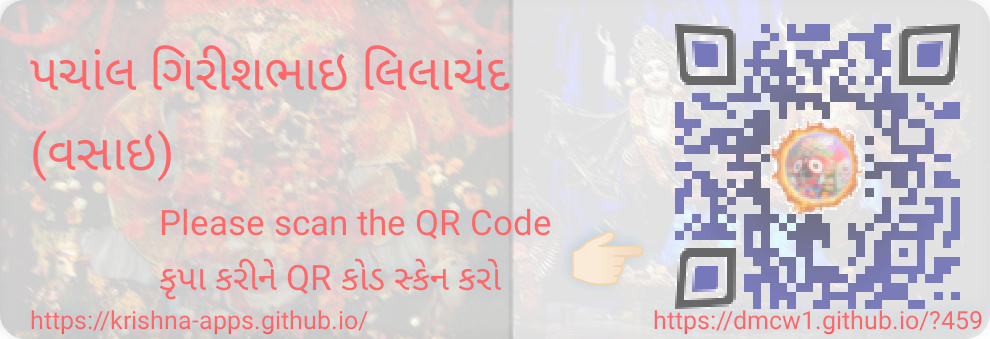 પચાંલ ગિરીશભાઇ લિલાચંદ
(વસાઇ)
Please scan the QR Code
કૃપા કરીને QR કોડ સ્કેન કરો
https://krishna-apps.github.io/
https://dmcw1.github.io/?459